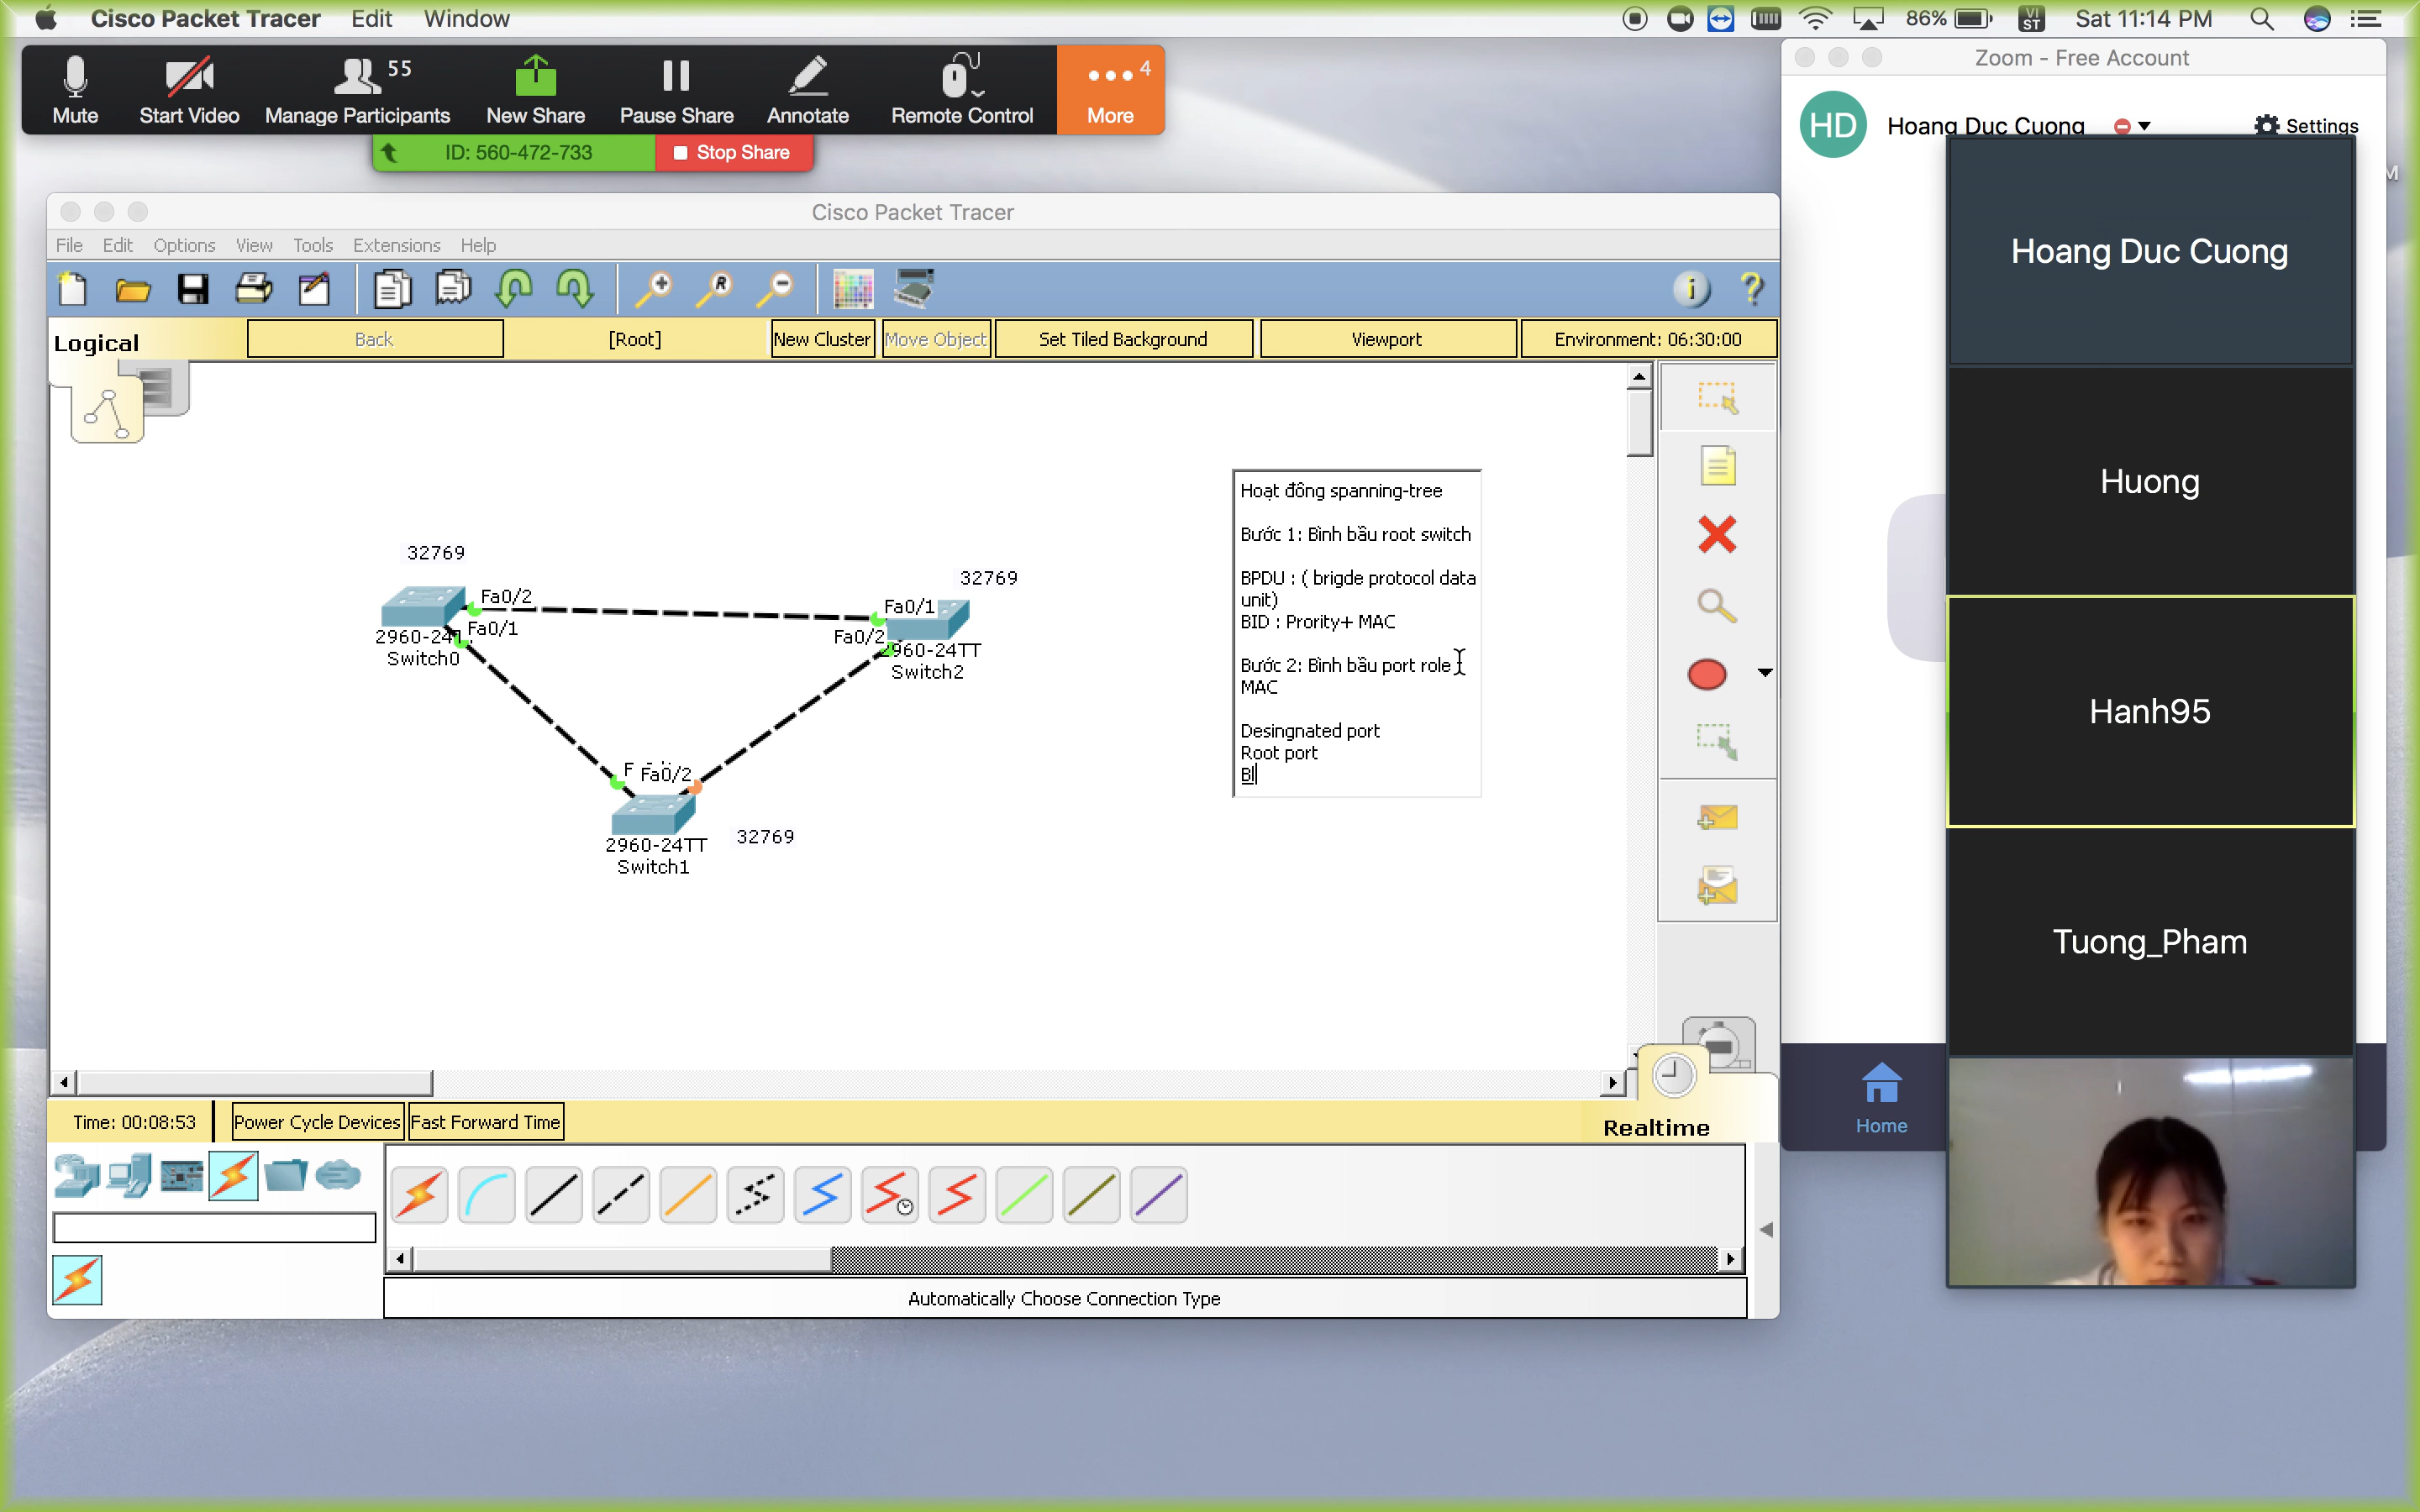 Cisco Packet Tracer Edit Window
86% VI ST Sat 11:14 PM
Mute
Start Video
55
Manage Participants
New Share
Pause Share
Annotate
Remote Control
4
More
ID: 560-472-733
Stop Share
Zoom - Free Account
HD
Hoang Duc Cuong
Settings
Cisco Packet Tracer
File Edit Options View Tools Extensions Help
Logical
Back
[Root]
New Cluster
Move Object
Set Tiled Background
Viewport
Environment: 06:30:00
32769
Fa0/2
Fa0/1
Switch0
32769
Fa0/1
Fa0/2
2960-24TT
Switch2
Fa0/2
2960-24TT
Switch1
32769
Hoạt đông spanning-tree
Bước 1: Bình bầu root switch
BPDU : ( brigde protocol data
unit)
BID : Prority+ MAC
Bước 2: Bình bầu port role
MAC
Desingnated port
Root port
Bl
Time: 00:08:53
Power Cycle Devices
Fast Forward Time
Realtime
Automatically Choose Connection Type
Hoang Duc Cuong
Huong
Hanh95
Tuong_Pham
Home